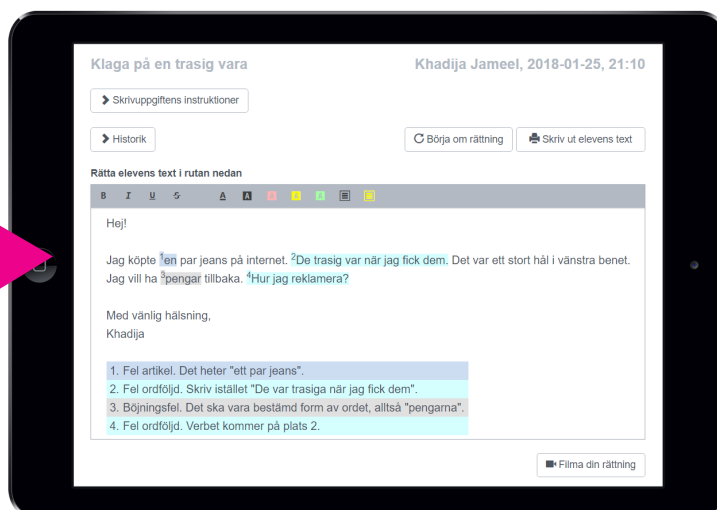 Klaga på en trasig vara
Khadija Jameel, 2018-01-25, 21:10
Skrivuppgiftens instruktioner
Historik
Börja om rättning
Skriv ut elevens text
Rätta elevens text i rutan nedan
B I U S A A A A A
Hej!
Jag köpte ¹en par jeans på internet. ²De trasig var när jag fick dem. Det var ett stort hål i vänstra benet.
Jag vill ha ³pengar tillbaka. ⁴Hur jag reklamera?
Med vänlig hälsning,
Khadija
1. Fel artikel. Det heter "ett par jeans".
2. Fel ordföljd. Skriv istället "De var trasiga när jag fick dem".
3. Böjningsfel. Det ska vara bestämd form av ordet, alltså "pengarna".
4. Fel ordföljd. Verbet kommer på plats 2.
Filma din rättning